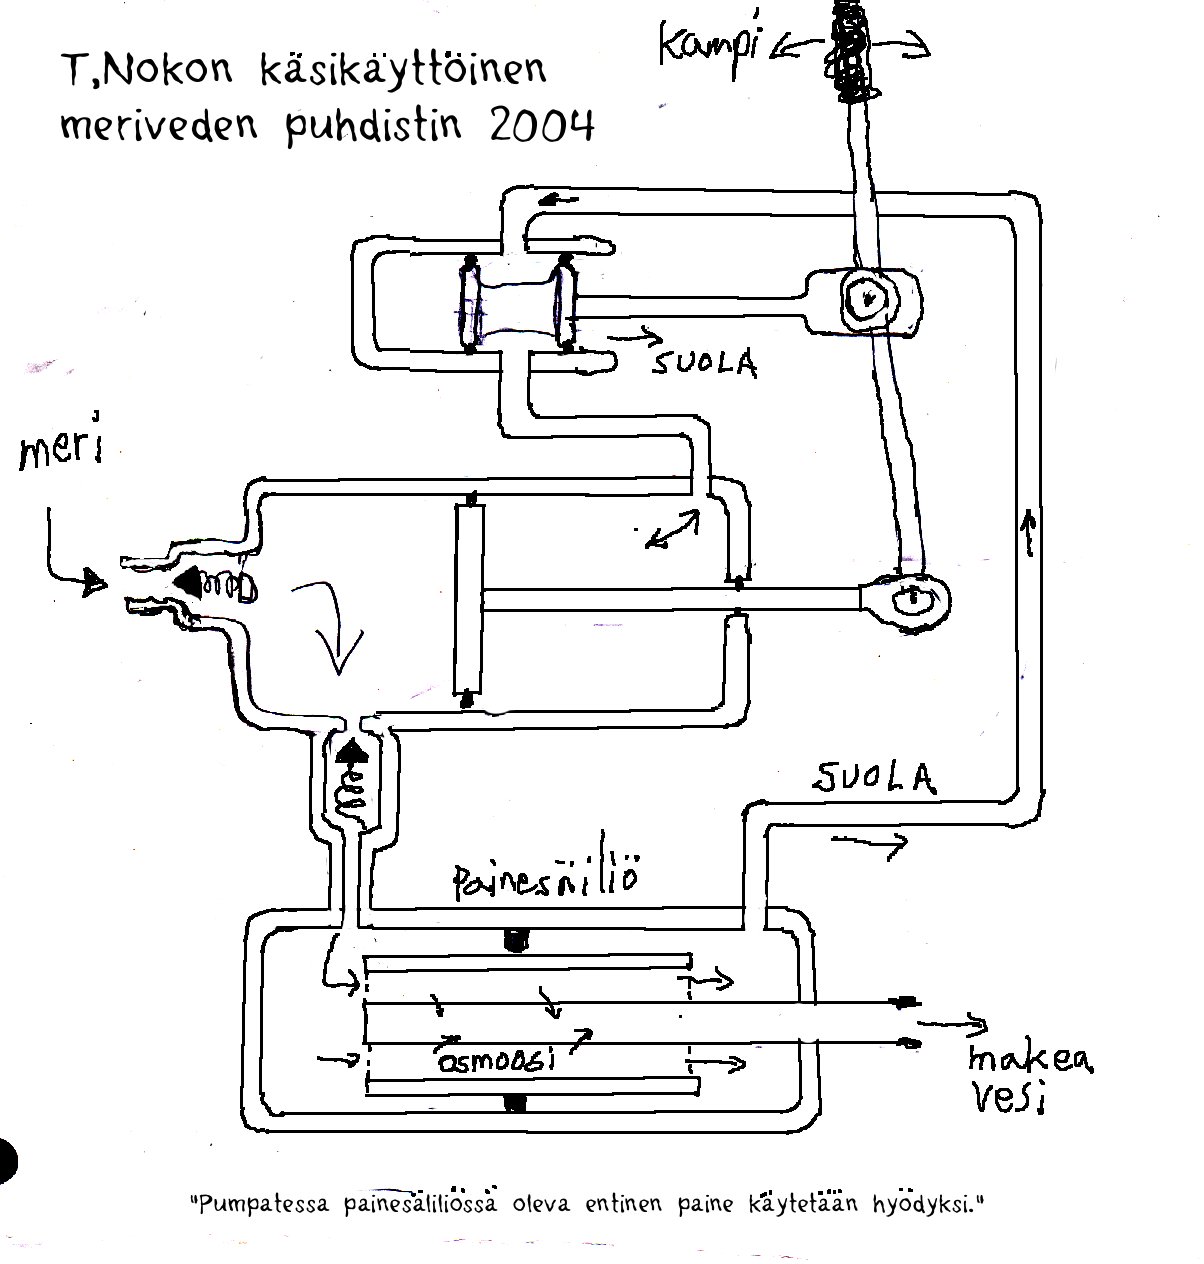 T,Nokon käsikäyttöinen
meriveden puhdistin 2004
kampi
SUOLA
meri
SUOLA
Painesäiliö
osmoosi
makea
vesi
"Pumpatessa painesäliliössä oleva entinen paine käytetään hyödyksi."